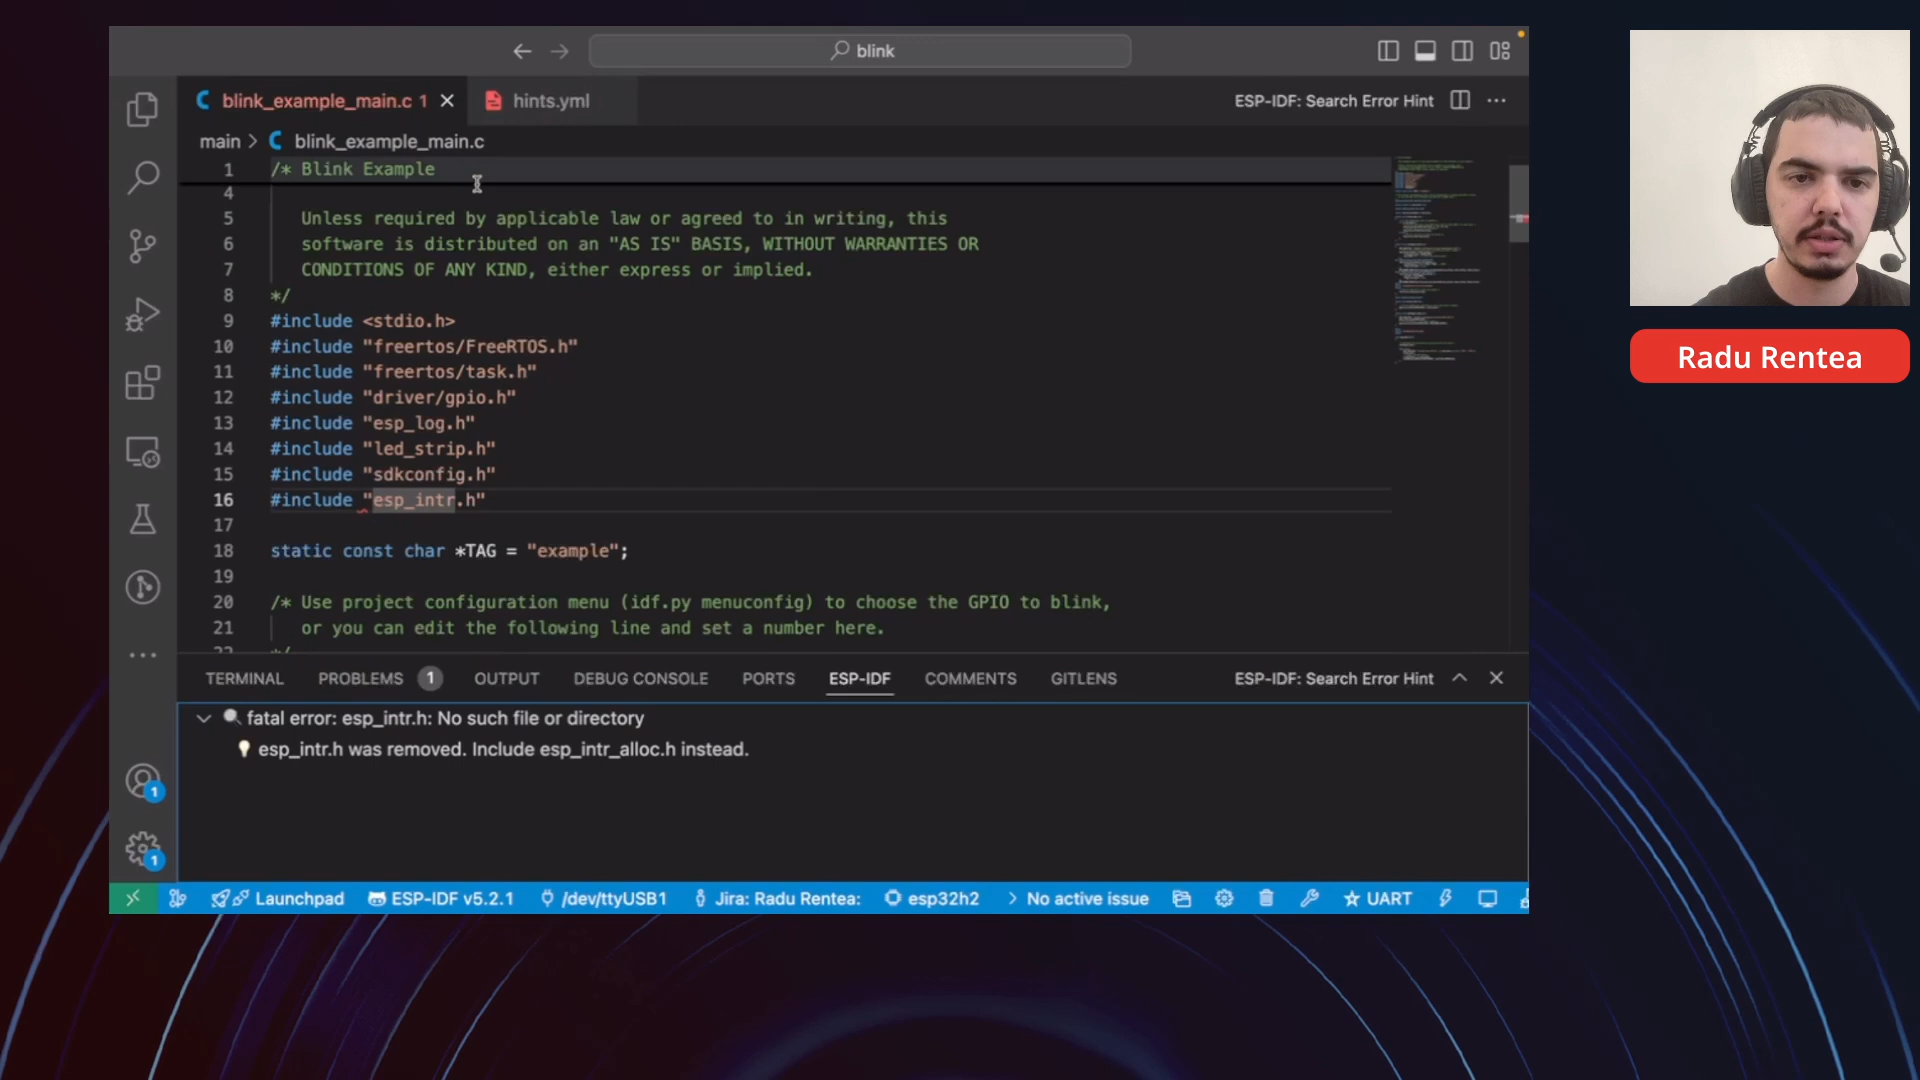 blink
blink_example_main.c 1
hints.yml
ESP-IDF: Search Error Hint
main > blink_example_main.c
1 /* Blink Example
4
5 Unless required by applicable law or agreed to in writing, this
6 software is distributed on an "AS IS" BASIS, WITHOUT WARRANTIES OR
7 CONDITIONS OF ANY KIND, either express or implied.
8 */
9 #include <stdio.h>
10 #include "freertos/FreeRTOS.h"
11 #include "freertos/task.h"
12 #include "driver/gpio.h"
13 #include "esp_log.h"
14 #include "led_strip.h"
15 #include "sdkconfig.h"
16 #include "esp_intr.h"
17
18 static const char *TAG = "example";
19
20 /* Use project configuration menu (idf.py menuconfig) to choose the GPIO to blink,
21 or you can edit the following line and set a number here.
22 */
TERMINAL PROBLEMS 1 OUTPUT DEBUG CONSOLE PORTS ESP-IDF COMMENTS GITLENS ESP-IDF: Search Error Hint
fatal error: esp_intr.h: No such file or directory
esp_intr.h was removed. Include esp_intr_alloc.h instead.
1
1
Launchpad ESP-IDF v5.2.1 /dev/ttyUSB1 Jira: Radu Rentea: esp32h2 No active issue UART
Radu Rentea